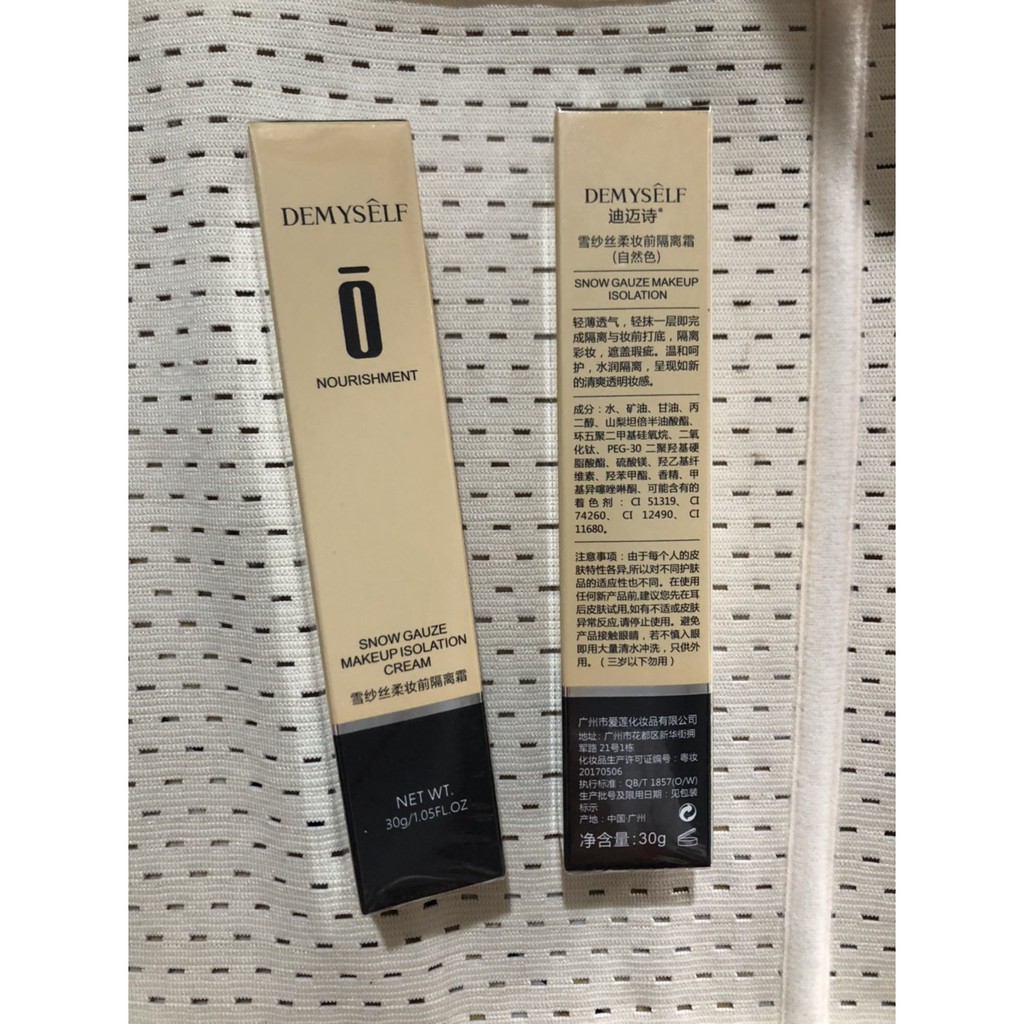 DEMYSÊLF
Ō
NOURISHMENT
SNOW GAUZE
MAKEUP ISOLATION
CREAM
雪纱丝柔妆前隔离霜
NET WT.
30g/1.05FL.OZ
DEMYSÊLF
迪迈诗®
雪纱丝柔妆前隔离霜
(自然色)
SNOW GAUZE MAKEUP
ISOLATION
轻薄透气，轻抹一层即完
成隔离与妆前打底，隔离
彩妆，遮盖瑕疵。温和呵
护，水润隔离，呈现如新
的清爽透明妆感。
成分：水、矿油、甘油、丙
二醇、山梨坦倍半油酸酯、
环五聚二甲基硅氧烷、二氧
化钛、PEG-30 二聚羟基硬
脂酸酯、硫酸镁、羟乙基纤
维素、羟苯甲酯、香精、甲
基异噻唑啉酮、可能含有的
着色剂：CI 51319、CI
74260、CI 12490、CI
11680。
注意事项：由于每个人的皮
肤特性各异,所以对不同护肤
品的适应性也不同。在使用
任何新产品前,建议您先在耳
后皮肤试用,如有不适或皮肤
异常反应,请停止使用。避免
产品接触眼睛，若不慎入眼
即用大量清水冲洗，只供外
用。（三岁以下勿用）
广州市爱莲化妆品有限公司
地址：广州市花都区新华街拥
军路 21号1栋
化妆品生产许可证编号：粤妆
20170506
执行标准：QB/T 1857(O/W)
生产批号及限用日期：见包装
标示
产地：中国·广州
净含量:30g